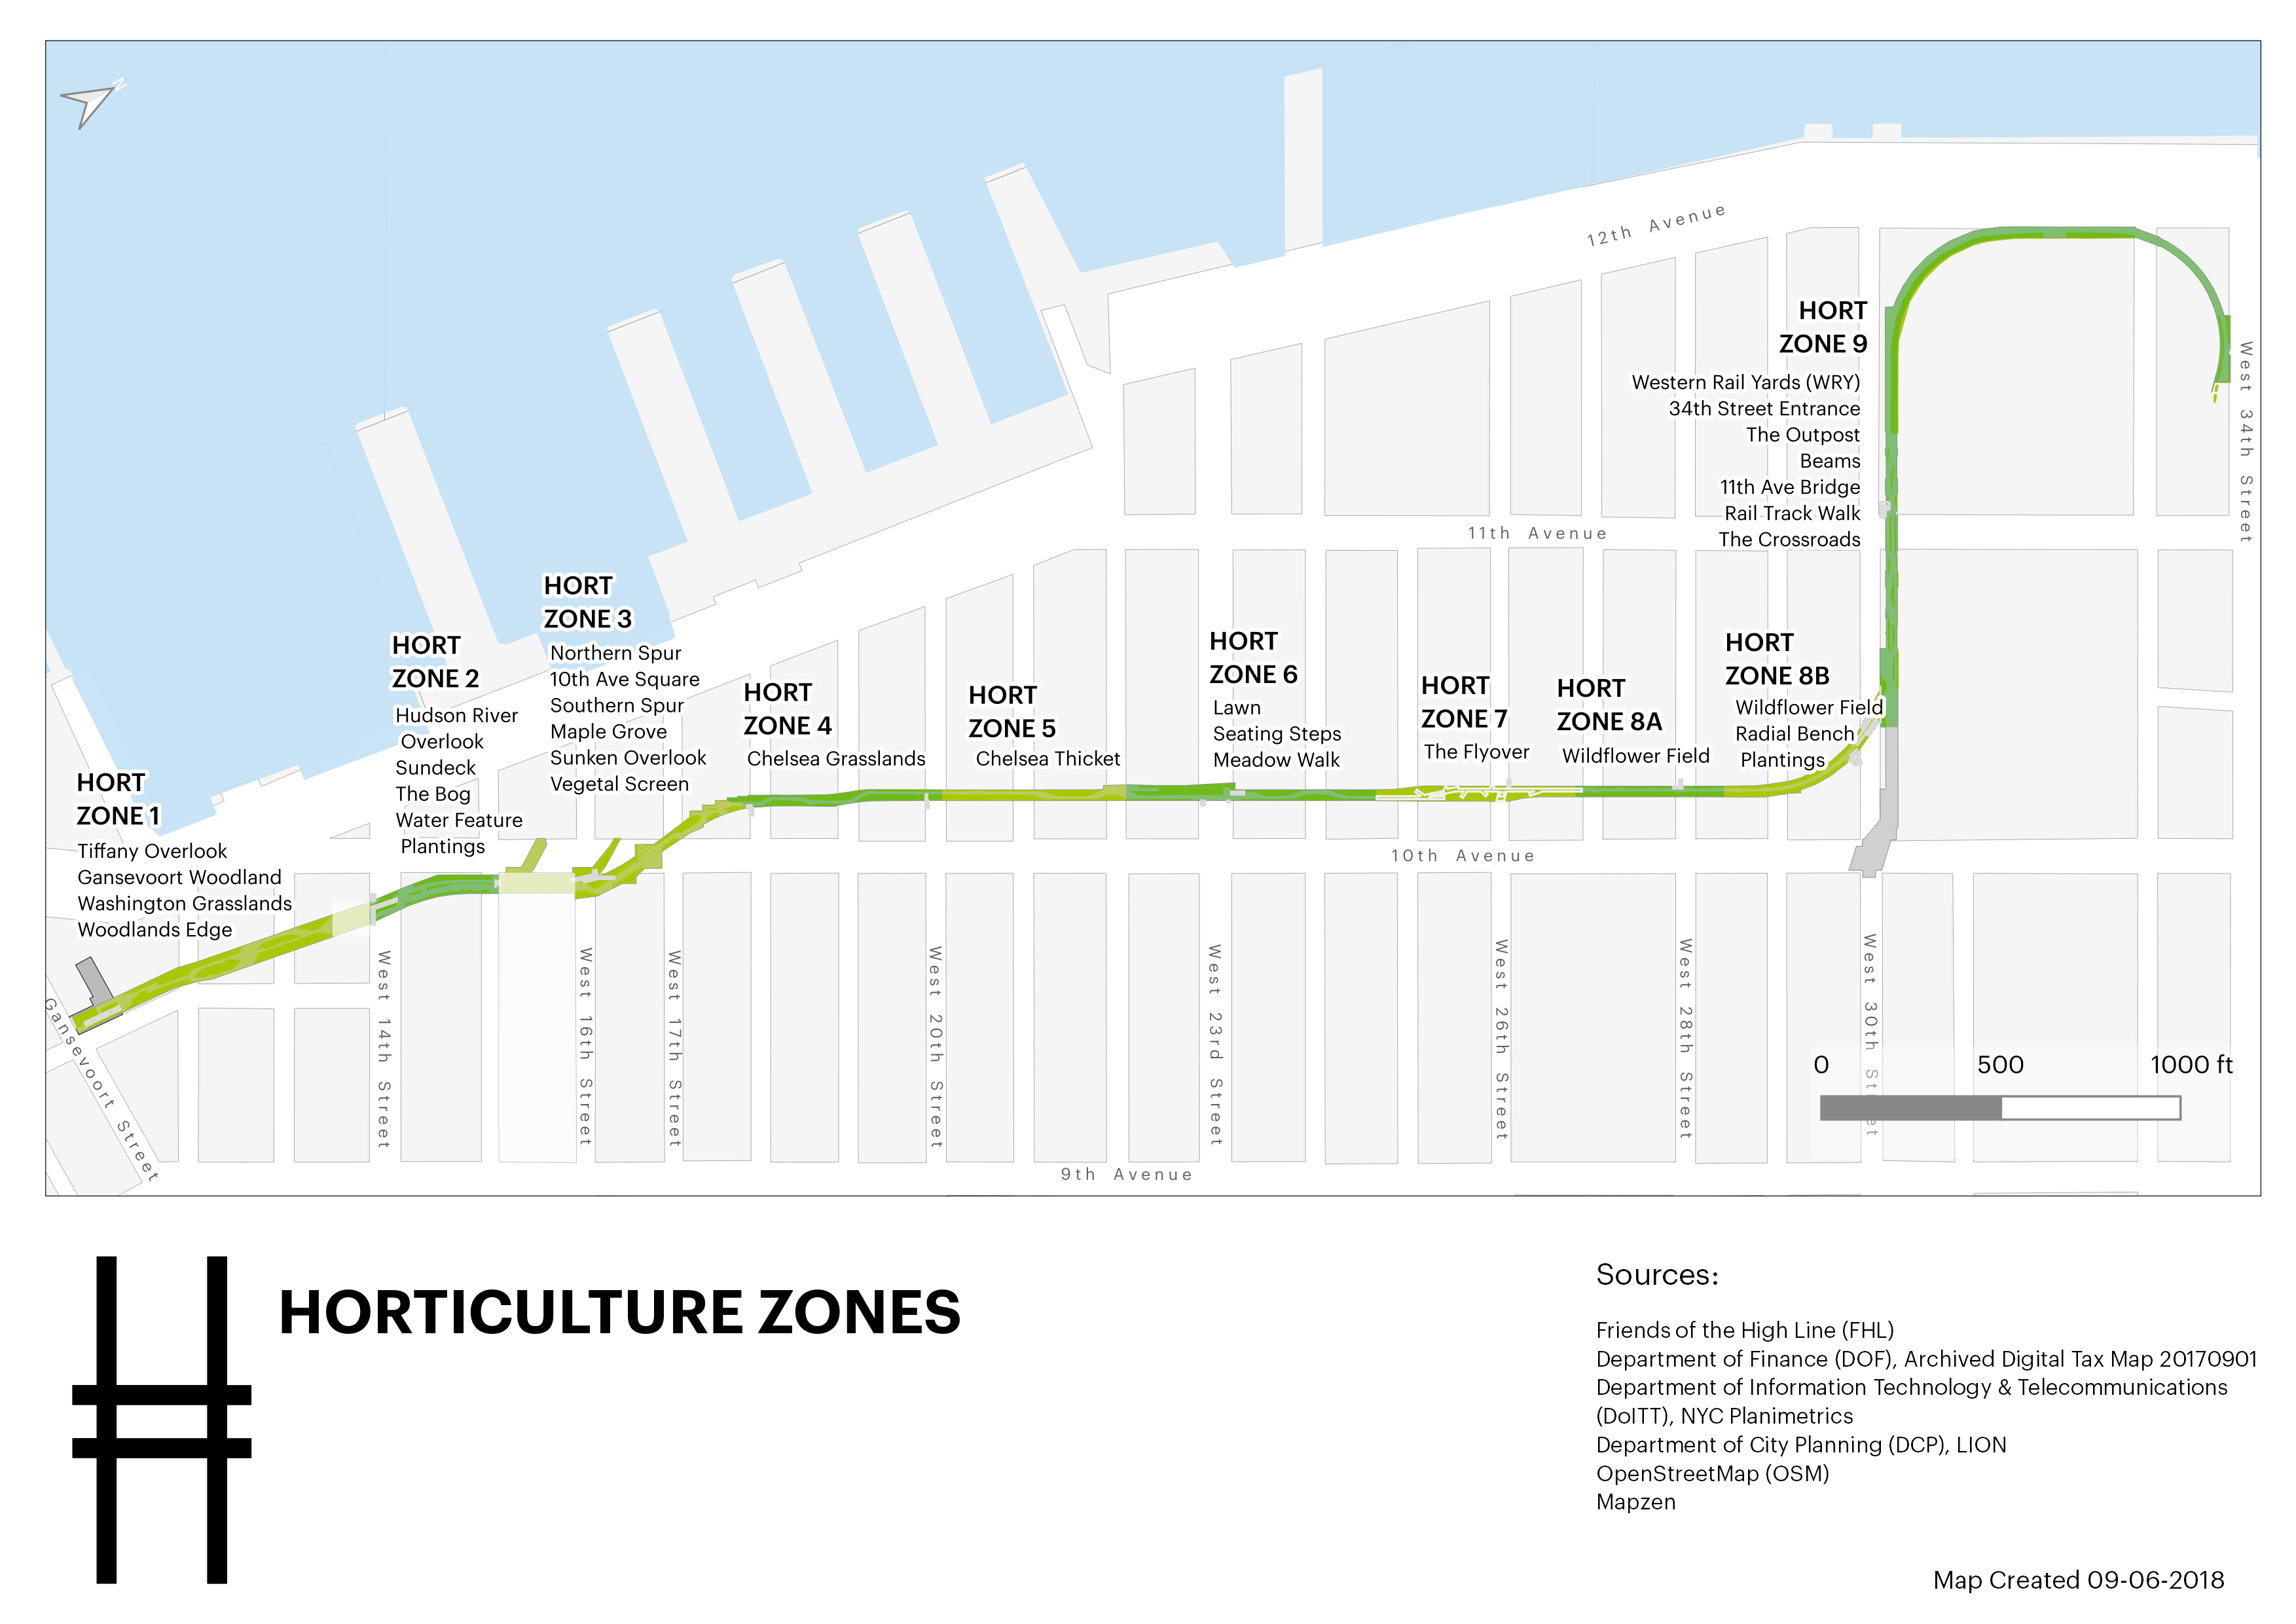 N
12th Avenue
HORT
ZONE 9
Western Rail Yards (WRY)
34th Street Entrance
The Outpost
Beams
11th Ave Bridge
Rail Track Walk
The Crossroads
West 34th Street
11th Avenue
HORT
ZONE 3
Northern Spur
10th Ave Square
Southern Spur
Maple Grove
Sunken Overlook
Vegetal Screen
HORT
ZONE 2
Hudson River
Overlook
Sundeck
The Bog
Water Feature
Plantings
HORT
ZONE 6
Lawn
Seating Steps
Meadow Walk
HORT
ZONE 8B
Wildflower Field
Radial Bench
Plantings
HORT
ZONE 4
Chelsea Grasslands
HORT
ZONE 5
Chelsea Thicket
HORT
ZONE 7
The Flyover
HORT
ZONE 8A
Wildflower Field
HORT
ZONE 1
Tiffany Overlook
Gansevoort Woodland
Washington Grasslands
Woodlands Edge
10th Avenue
Gansevoort Street
West 14th Street
West 16th Street
West 17th Street
West 20th Street
West 23rd Street
West 26th Street
West 28th Street
West 30th Street
0 500 1000 ft
9th Avenue
HORTICULTURE ZONES
Sources:
Friends of the High Line (FHL)
Department of Finance (DOF), Archived Digital Tax Map 20170901
Department of Information Technology & Telecommunications
(DoITT), NYC Planimetrics
Department of City Planning (DCP), LION
OpenStreetMap (OSM)
Mapzen
Map Created 09-06-2018